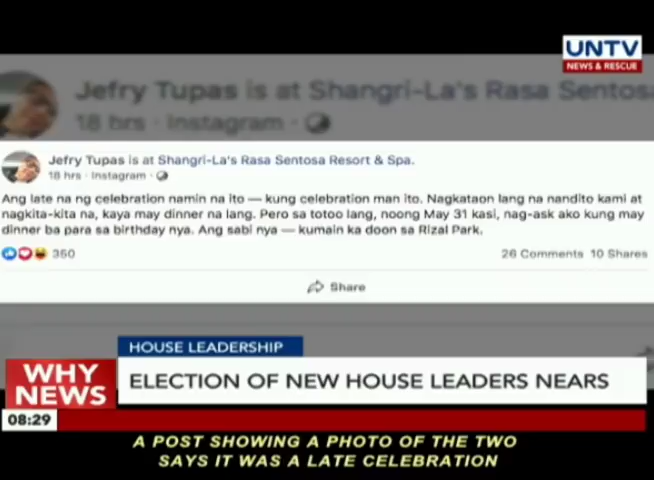 UNTV
NEWS & RESCUE
Jefry Tupas is at Shangri-La's Rasa Sentosa
18 hrs · Instagram ·
Jefry Tupas is at Shangri-La's Rasa Sentosa Resort & Spa.
18 hrs · Instagram ·
Ang late na ng celebration namin na ito — kung celebration man ito. Nagkataon lang na nandito kami at
nagkita-kita na, kaya may dinner na lang. Pero sa totoo lang, noong May 31 kasi, nag-ask ako kung may
dinner ba para sa birthday nya. Ang sabi nya — kumain ka doon sa Rizal Park.
350
26 Comments 10 Shares
Share
HOUSE LEADERSHIP
WHY
NEWS
ELECTION OF NEW HOUSE LEADERS NEARS
08:29
A POST SHOWING A PHOTO OF THE TWO
SAYS IT WAS A LATE CELEBRATION